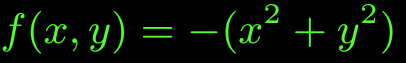 f(x, y) = −(x² + y²)